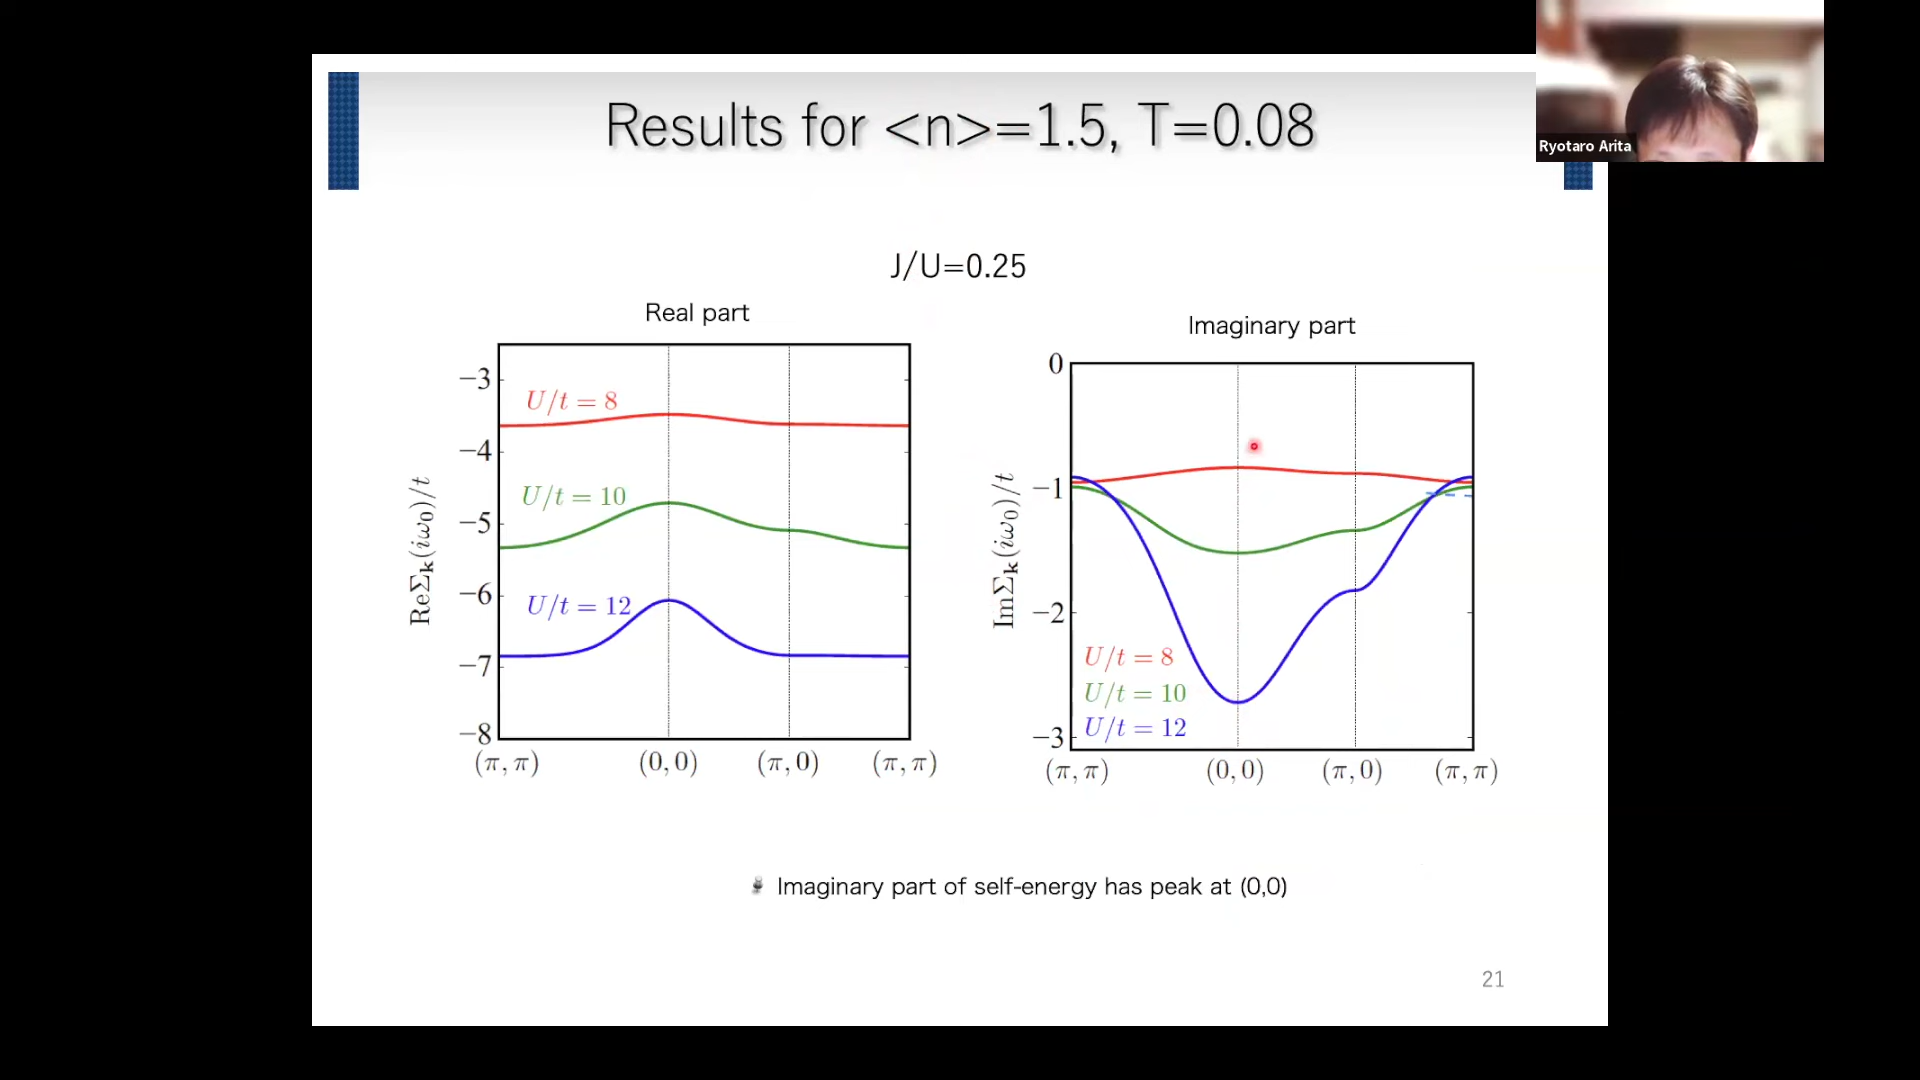 Results for <n>=1.5, T=0.08
Ryotaro Arita
J/U=0.25
Real part
−3
−4
−5
−6
−7
−8
ReΣ𝐤(iω₀)/t
U/t = 8
U/t = 10
U/t = 12
(π, π)
(0, 0)
(π, 0)
(π, π)
Imaginary part
0
−1
−2
−3
ImΣ𝐤(iω₀)/t
U/t = 8
U/t = 10
U/t = 12
(π, π)
(0, 0)
(π, 0)
(π, π)
Imaginary part of self-energy has peak at (0,0)
21